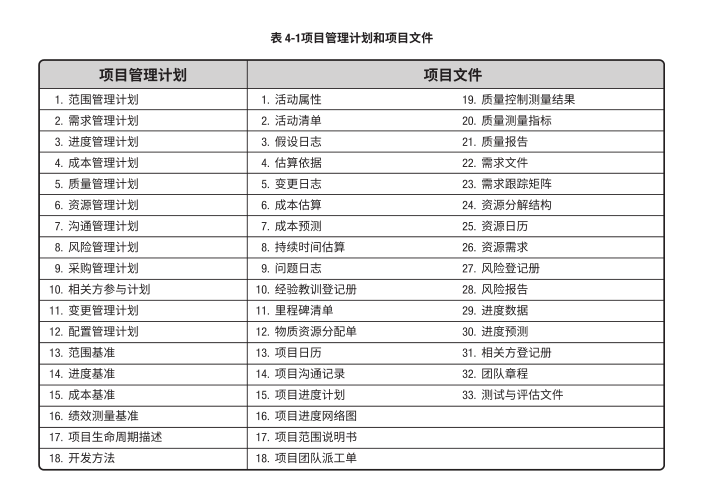 表 4-1项目管理计划和项目文件
项目管理计划 项目文件
1. 范围管理计划 1. 活动属性 19. 质量控制测量结果
2. 需求管理计划 2. 活动清单 20. 质量测量指标
3. 进度管理计划 3. 假设日志 21. 质量报告
4. 成本管理计划 4. 估算依据 22. 需求文件
5. 质量管理计划 5. 变更日志 23. 需求跟踪矩阵
6. 资源管理计划 6. 成本估算 24. 资源分解结构
7. 沟通管理计划 7. 成本预测 25. 资源日历
8. 风险管理计划 8. 持续时间估算 26. 资源需求
9. 采购管理计划 9. 问题日志 27. 风险登记册
10. 相关方参与计划 10. 经验教训登记册 28. 风险报告
11. 变更管理计划 11. 里程碑清单 29. 进度数据
12. 配置管理计划 12. 物质资源分配单 30. 进度预测
13. 范围基准 13. 项目日历 31. 相关方登记册
14. 进度基准 14. 项目沟通记录 32. 团队章程
15. 成本基准 15. 项目进度计划 33. 测试与评估文件
16. 绩效测量基准 16. 项目进度网络图
17. 项目生命周期描述 17. 项目范围说明书
18. 开发方法 18. 项目团队派工单